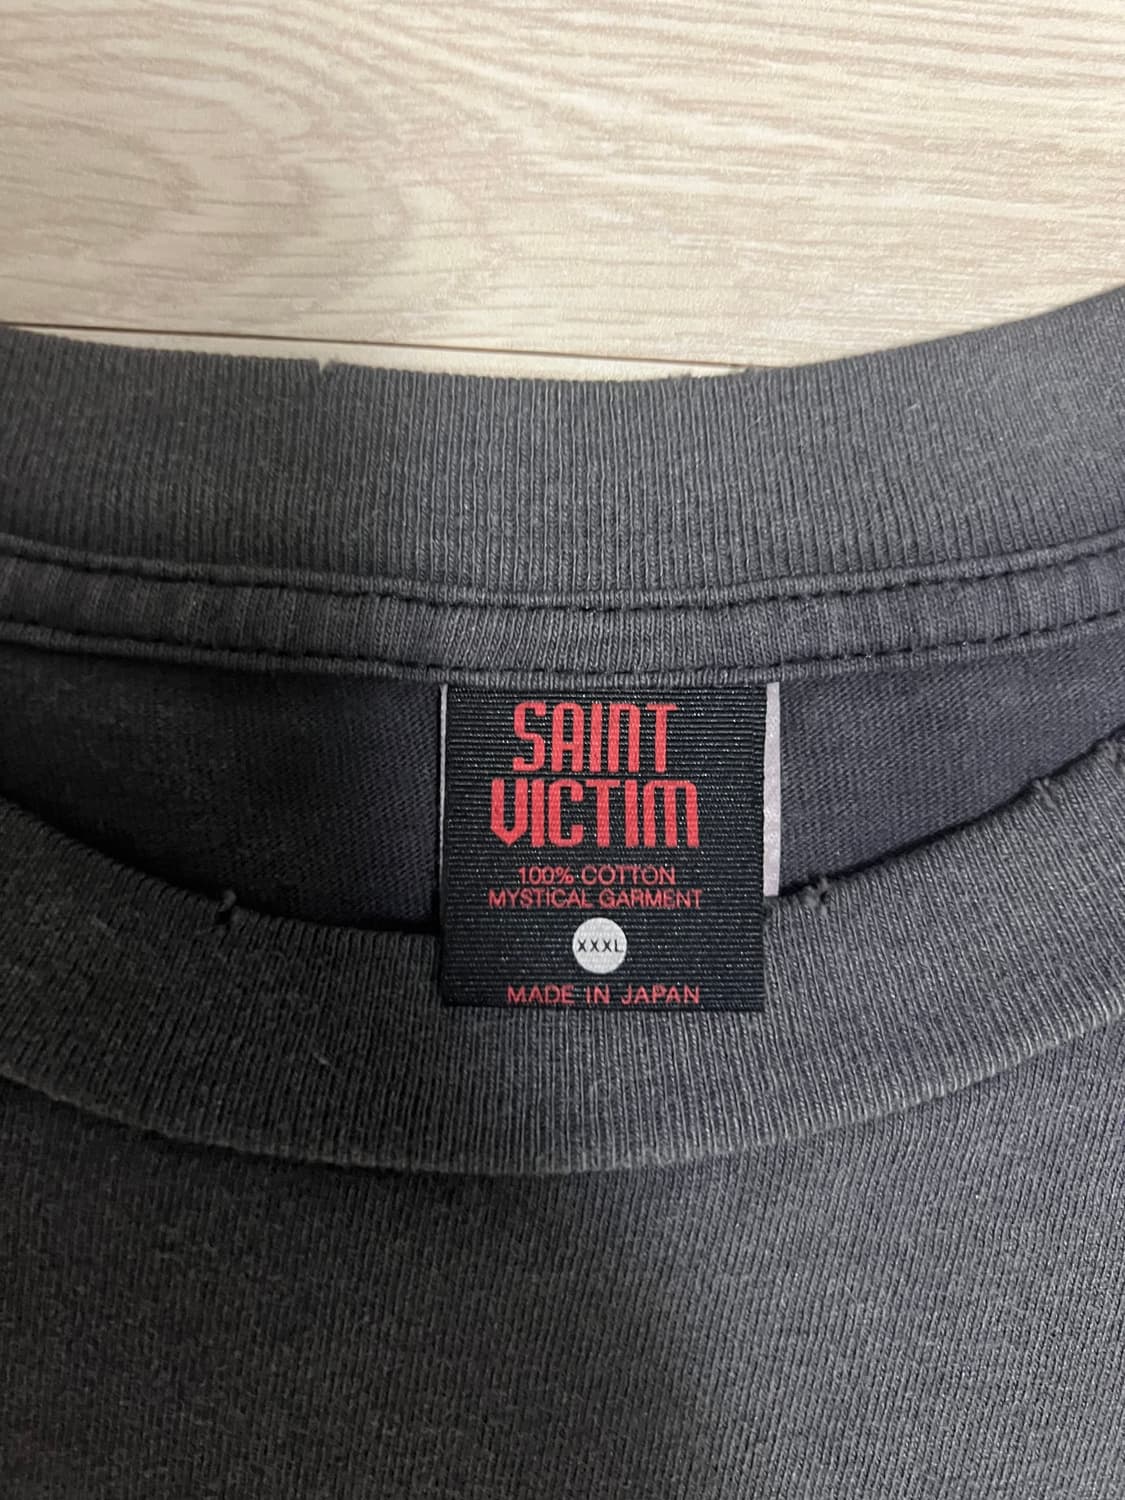 SAINT
VICTIM
100% COTTON
MYSTICAL GARMENT
XXXL
MADE IN JAPAN